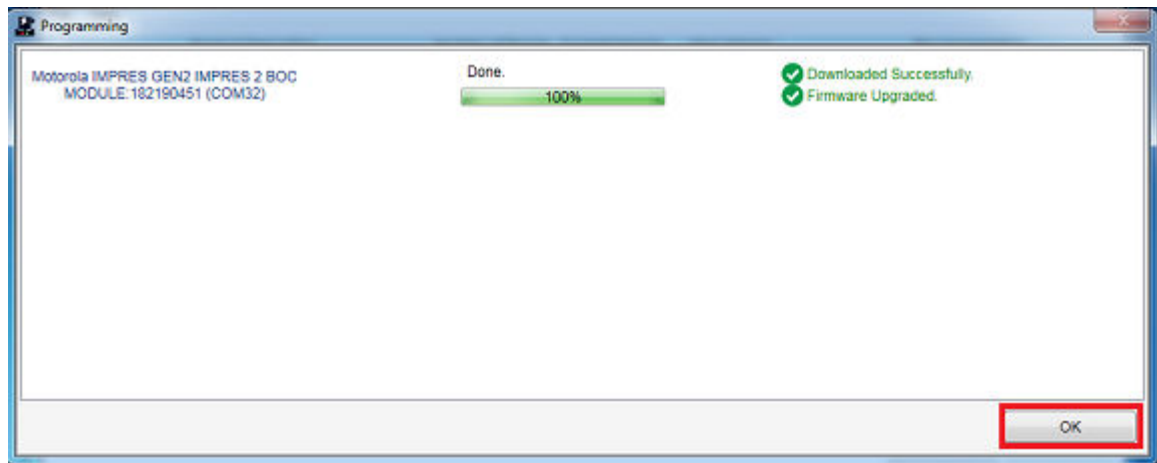 Programming
Motorola IMPRES GEN2 IMPRES 2 BOC
MODULE:182190451 (COM32)
Done.
100%
Downloaded Successfully.
Firmware Upgraded.
OK